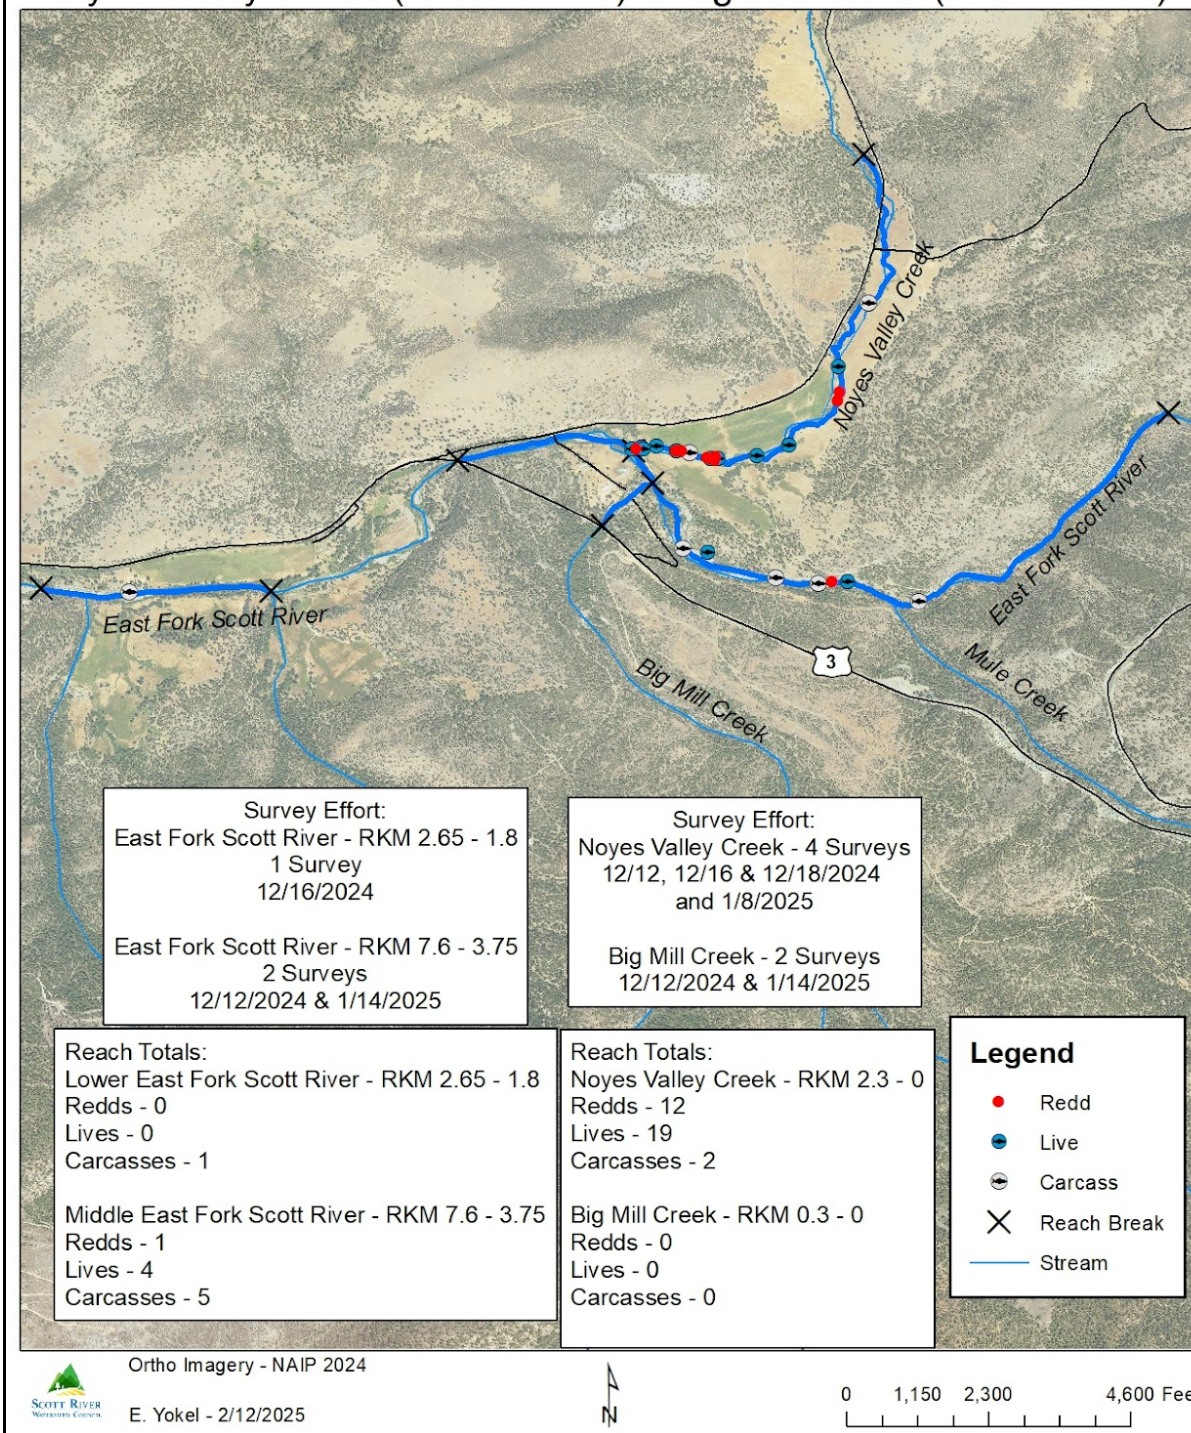 Noyes Valley Creek
East Fork Scott River
East Fork Scott River
Mule Creek
Big Mill Creek
3
Survey Effort:
East Fork Scott River - RKM 2.65 - 1.8
1 Survey
12/16/2024
East Fork Scott River - RKM 7.6 - 3.75
2 Surveys
12/12/2024 & 1/14/2025
Survey Effort:
Noyes Valley Creek - 4 Surveys
12/12, 12/16 & 12/18/2024
and 1/8/2025
Big Mill Creek - 2 Surveys
12/12/2024 & 1/14/2025
Reach Totals:
Lower East Fork Scott River - RKM 2.65 - 1.8
Redds - 0
Lives - 0
Carcasses - 1
Middle East Fork Scott River - RKM 7.6 - 3.75
Redds - 1
Lives - 4
Carcasses - 5
Reach Totals:
Noyes Valley Creek - RKM 2.3 - 0
Redds - 12
Lives - 19
Carcasses - 2
Big Mill Creek - RKM 0.3 - 0
Redds - 0
Lives - 0
Carcasses - 0
Legend
Redd
Live
Carcass
Reach Break
Stream
SCOTT RIVER
WATERSHED COUNCIL
Ortho Imagery - NAIP 2024
E. Yokel - 2/12/2025
N
0 1,150 2,300 4,600 Fee